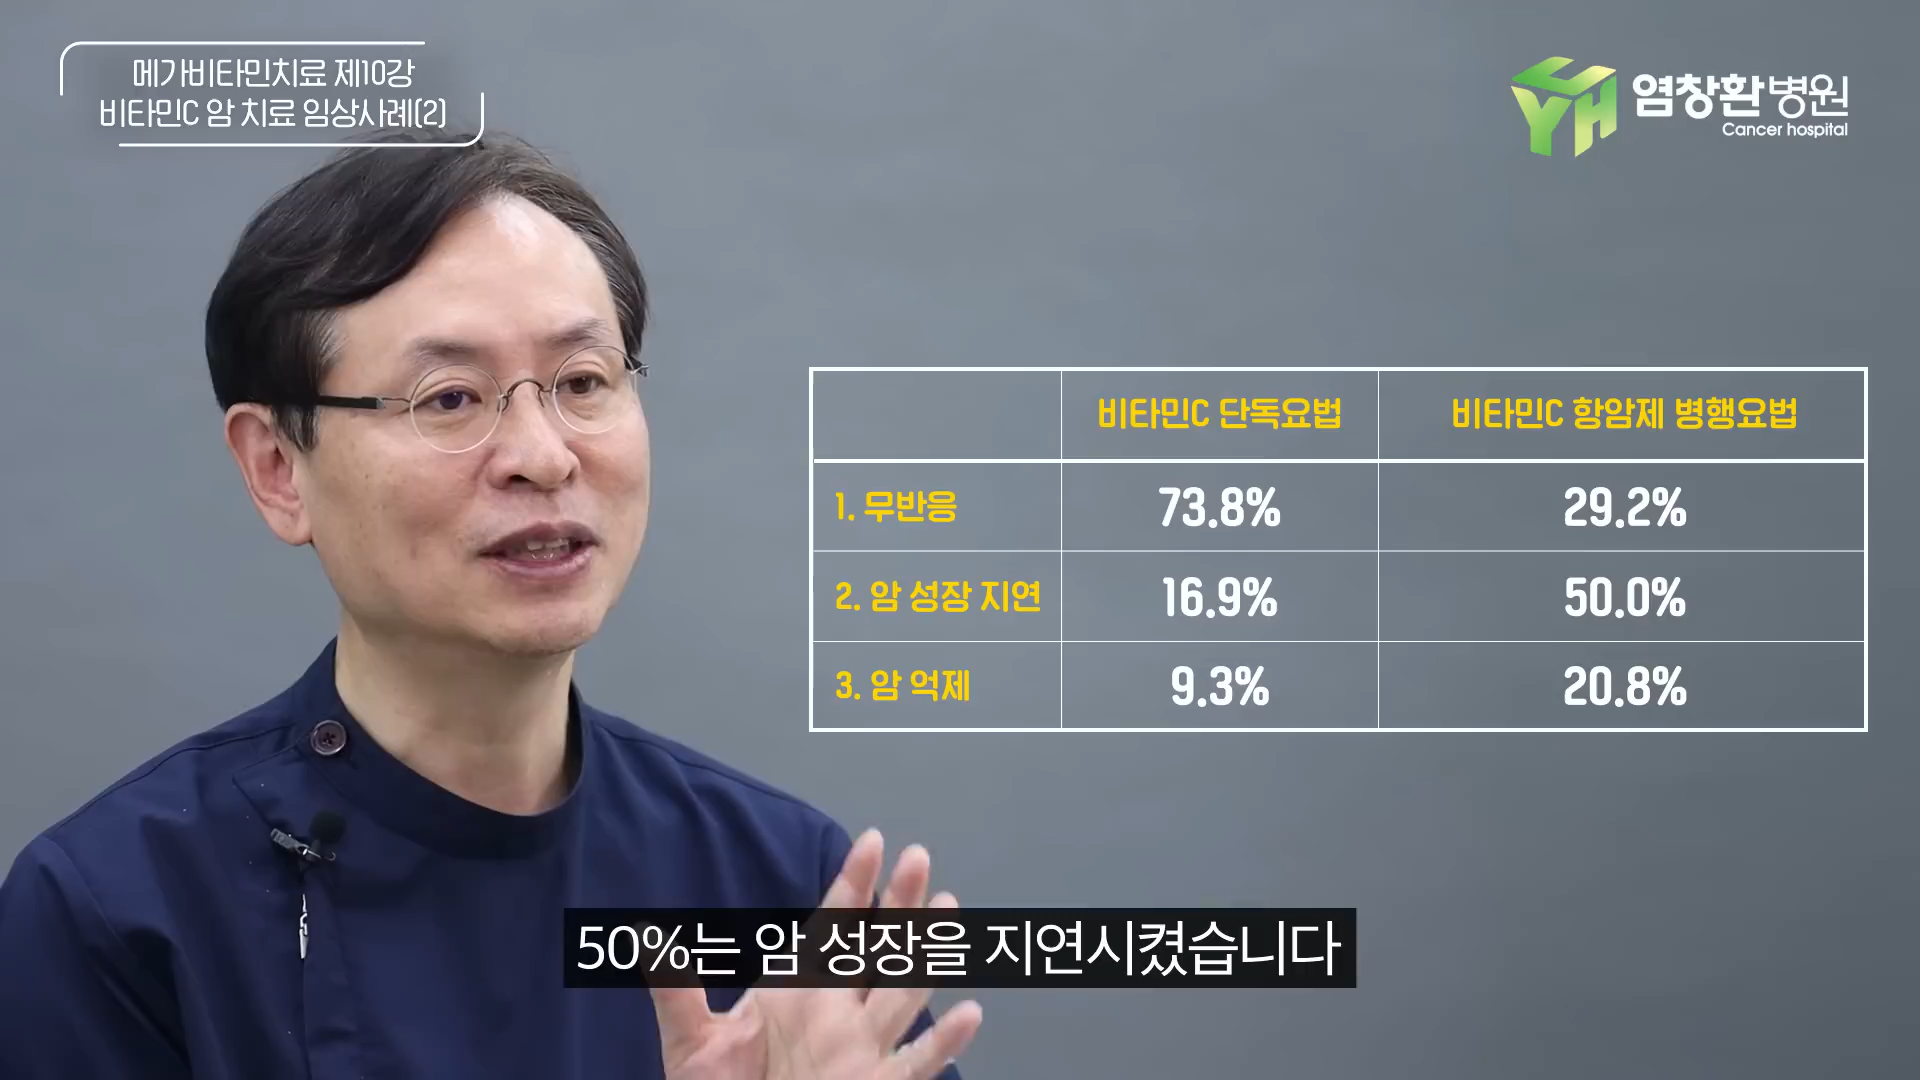 메가비타민치료 제10강
비타민C 암 치료 임상사례(2)
CYH
염창환병원
Cancer hospital
비타민C 단독요법 비타민C 항암제 병행요법
1. 무반응 73.8% 29.2%
2. 암 성장 지연 16.9% 50.0%
3. 암 억제 9.3% 20.8%
50%는 암 성장을 지연시켰습니다